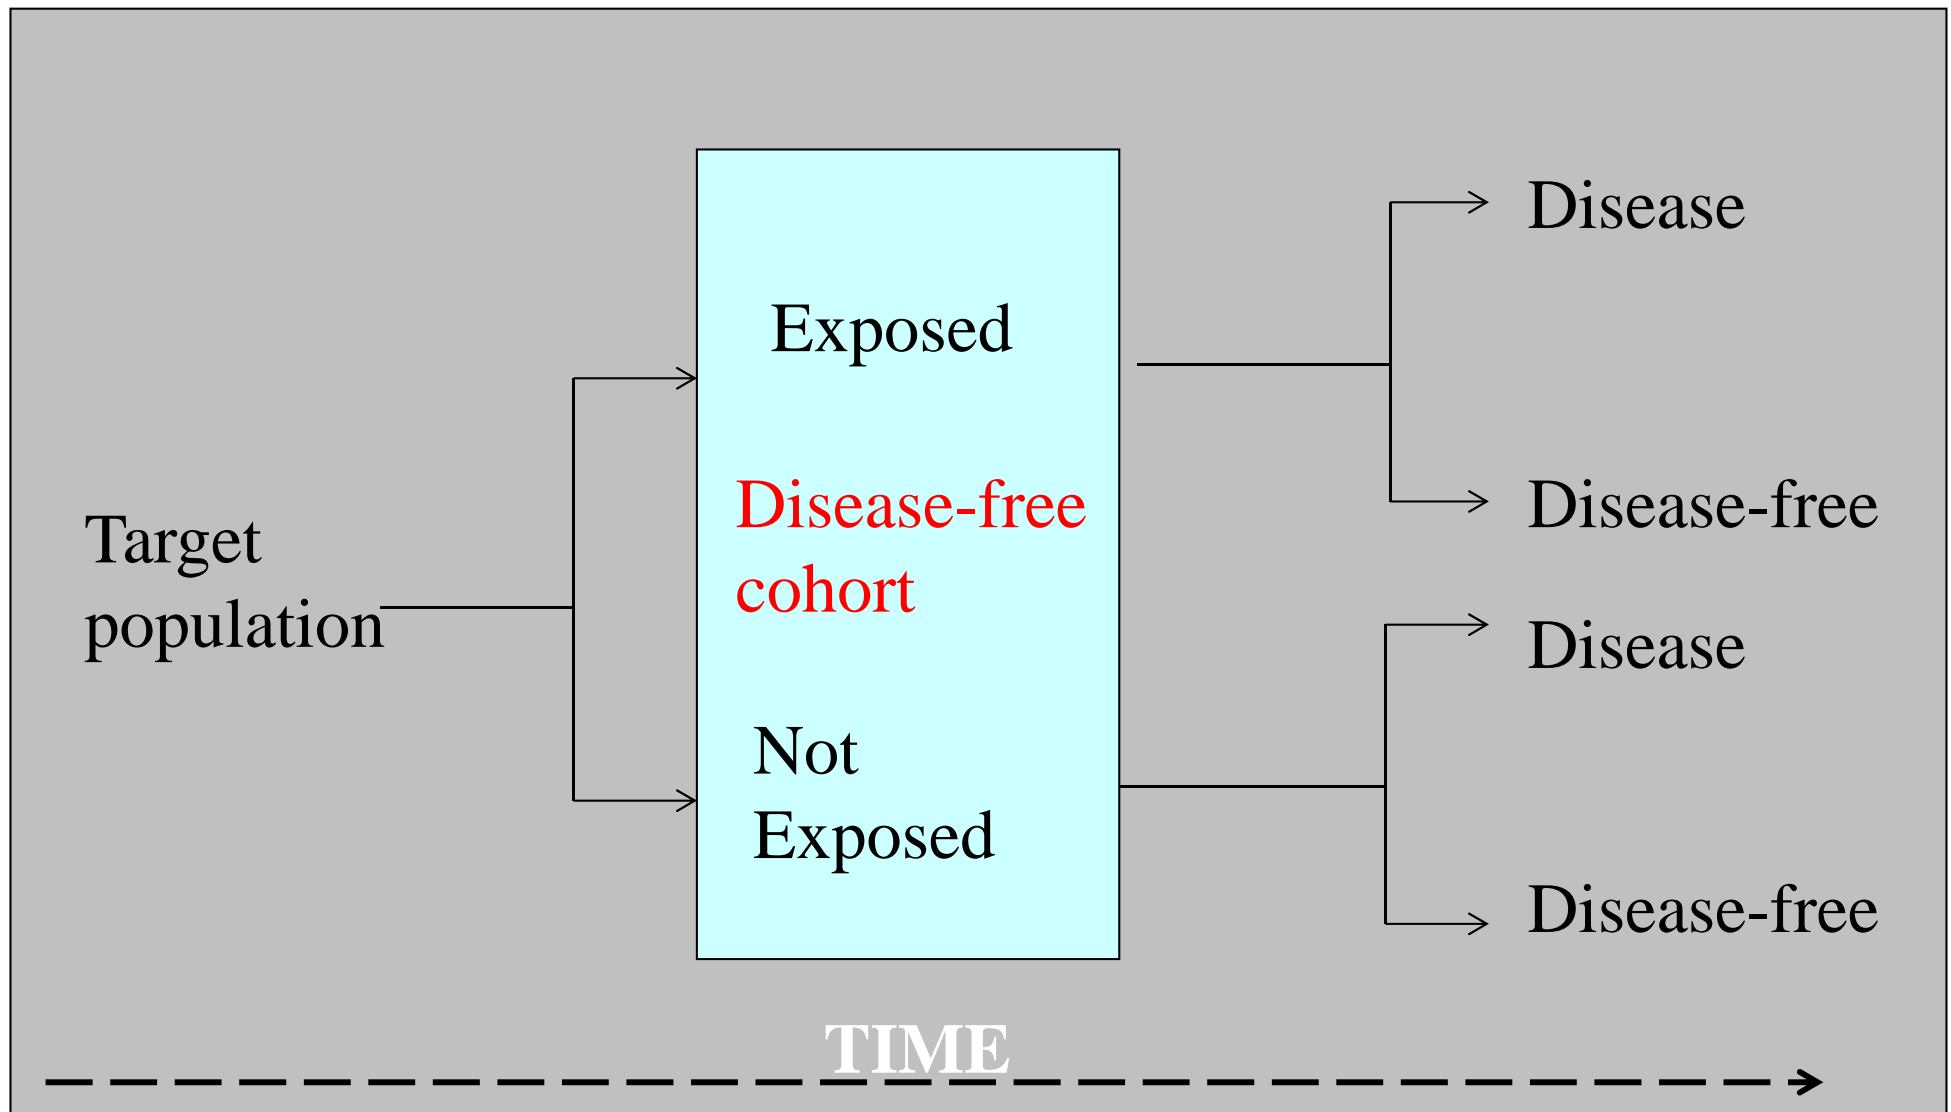 Target
population
Exposed
Disease-free
cohort
Not
Exposed
Disease
Disease-free
Disease
Disease-free
TIME